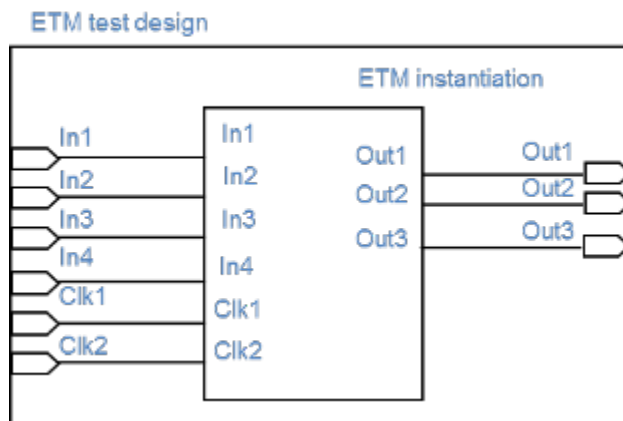 ETM test design
ETM instantiation
In1
In1
Out1
Out1
In2
In2
Out2
Out2
In3
In3
Out3
Out3
In4
In4
Clk1
Clk1
Clk2
Clk2